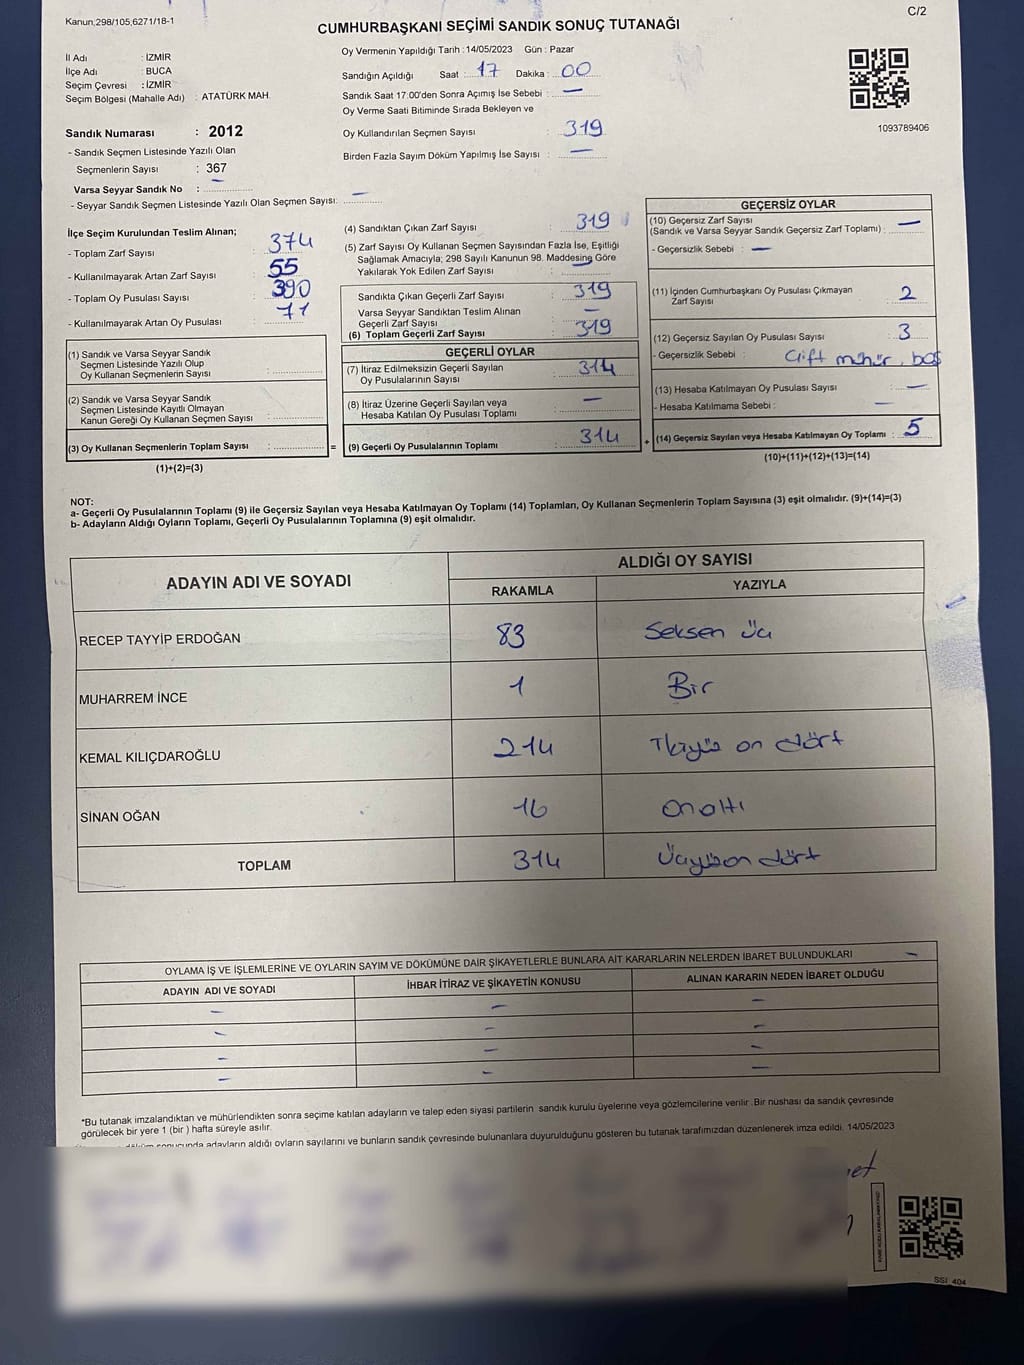 Kanun,298/105,6271/18-1
C/2
CUMHURBAŞKANI SEÇİMİ SANDIK SONUÇ TUTANAĞI
İl Adı : İZMİR
İlçe Adı : BUCA
Seçim Çevresi : İZMİR
Seçim Bölgesi (Mahalle Adı) : ATATÜRK MAH.
Sandık Numarası : 2012
- Sandık Seçmen Listesinde Yazılı Olan
Seçmenlerin Sayısı : 367
Varsa Seyyar Sandık No : –
- Seyyar Sandık Seçmen Listesinde Yazılı Olan Seçmen Sayısı: –
Oy Vermenin Yapıldığı Tarih : 14/05/2023 Gün : Pazar
Sandığın Açıldığı Saat : 17 Dakika : 00
Sandık Saat 17:00'den Sonra Açımış İse Sebebi : –
Oy Verme Saati Bitiminde Sırada Bekleyen ve
Oy Kullandırılan Seçmen Sayısı : 319
Birden Fazla Sayım Döküm Yapılmış İse Sayısı : –
1093789406
İlçe Seçim Kurulundan Teslim Alınan;
- Toplam Zarf Sayısı : 374
- Kullanılmayarak Artan Zarf Sayısı : 55
- Toplam Oy Pusulası Sayısı : 390
- Kullanılmayarak Artan Oy Pusulası : 71
(1) Sandık ve Varsa Seyyar Sandık
Seçmen Listesinde Yazılı Olup
Oy Kullanan Seçmenlerin Sayısı :
(2) Sandık ve Varsa Seyyar Sandık
Seçmen Listesinde Kayıtlı Olmayan
Kanun Gereği Oy Kullanan Seçmen Sayısı :
(3) Oy Kullanan Seçmenlerin Toplam Sayısı :
(1)+(2)=(3)
(4) Sandıktan Çıkan Zarf Sayısı : 319
(5) Zarf Sayısı Oy Kullanan Seçmen Sayısından Fazla İse, Eşitliği
Sağlamak Amacıyla; 298 Sayılı Kanunun 98. Maddesine Göre
Yakılarak Yok Edilen Zarf Sayısı : –
Sandıkta Çıkan Geçerli Zarf Sayısı : 319
Varsa Seyyar Sandıktan Teslim Alınan
Geçerli Zarf Sayısı : –
(6) Toplam Geçerli Zarf Sayısı : 319
GEÇERLİ OYLAR
(7) İtiraz Edilmeksizin Geçerli Sayılan
Oy Pusulalarının Sayısı : 314
(8) İtiraz Üzerine Geçerli Sayılan veya
Hesaba Katılan Oy Pusulası Toplamı : –
= (9) Geçerli Oy Pusulalarının Toplamı : 314
GEÇERSİZ OYLAR
(10) Geçersiz Zarf Sayısı
(Sandık ve Varsa Seyyar Sandık Geçersiz Zarf Toplamı) : –
- Geçersizlik Sebebi : –
(11) İçinden Cumhurbaşkanı Oy Pusulası Çıkmayan
Zarf Sayısı : 2
(12) Geçersiz Sayılan Oy Pusulası Sayısı : 3
- Geçersizlik Sebebi : Çift mühür, boş
(13) Hesaba Katılmayan Oy Pusulası Sayısı : –
- Hesaba Katılmama Sebebi : –
+ (14) Geçersiz Sayılan veya Hesaba Katılmayan Oy Toplamı : 5
(10)+(11)+(12)+(13)=(14)
NOT:
a- Geçerli Oy Pusulalarının Toplamı (9) ile Geçersiz Sayılan veya Hesaba Katılmayan Oy Toplamı (14) Toplamları, Oy Kullanan Seçmenlerin Toplam Sayısına (3) eşit olmalıdır. (9)+(14)=(3)
b- Adayların Aldığı Oyların Toplamı, Geçerli Oy Pusulalarının Toplamına (9) eşit olmalıdır.
ADAYIN ADI VE SOYADI
ALDIĞI OY SAYISI
RAKAMLA YAZIYLA
RECEP TAYYİP ERDOĞAN 83 Seksen üç
MUHARREM İNCE 1 Bir
KEMAL KILIÇDAROĞLU 214 İkiyüz on dört
SİNAN OĞAN 16 Onaltı
TOPLAM 314 Üçyüzon dört
OYLAMA İŞ VE İŞLEMLERİNE VE OYLARIN SAYIM VE DÖKÜMÜNE DAİR ŞİKAYETLERLE BUNLARA AİT KARARLARIN NELERDEN İBARET BULUNDUKLARI –
ADAYIN ADI VE SOYADI İHBAR İTİRAZ VE ŞİKAYETİN KONUSU ALINAN KARARIN NEDEN İBARET OLDUĞU
– – –
– – –
– – –
– – –
*Bu tutanak imzalandıktan ve mühürlendikten sonra seçime katılan adayların ve talep eden siyasi partilerin sandık kurulu üyelerine veya gözlemcilerine verilir. Bir nüshası da sandık çevresinde
görülecek bir yere 1 (bir ) hafta süreyle asılır.
sonucunda adayların aldığı oyların sayılarını ve bunların sandık çevresinde bulunanlara duyurulduğunu gösteren bu tutanak tarafımızdan düzenlenerek imza edildi. 14/05/2023
SSI 404